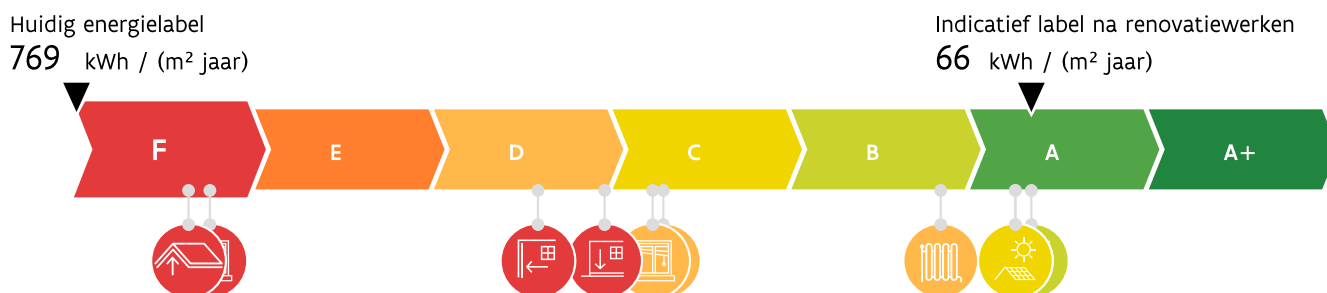 Huidig energielabel
769 kWh / (m² jaar)
Indicatief label na renovatiewerken
66 kWh / (m² jaar)
F E D C B A A+